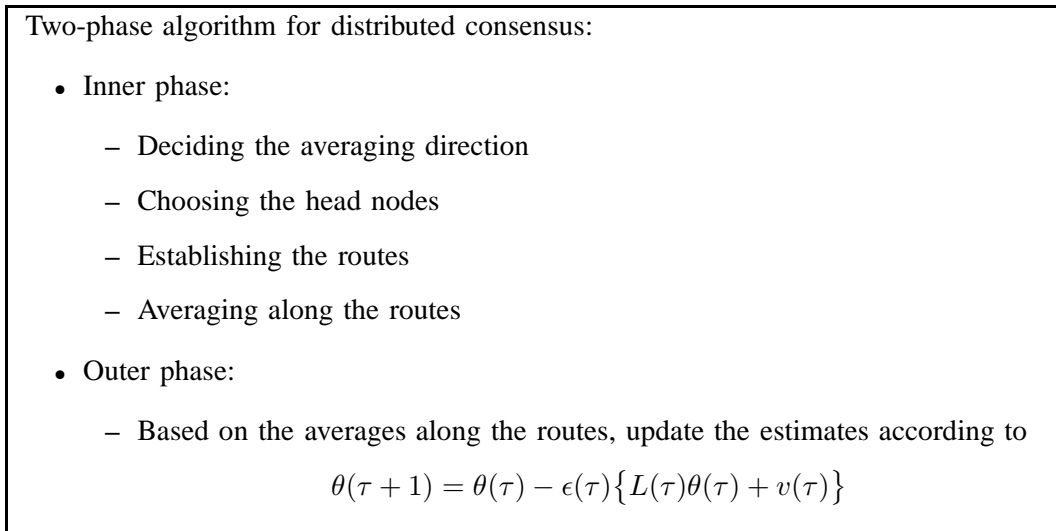 Two-phase algorithm for distributed consensus:
• Inner phase:
– Deciding the averaging direction
– Choosing the head nodes
– Establishing the routes
– Averaging along the routes
• Outer phase:
– Based on the averages along the routes, update the estimates according to
θ(τ + 1) = θ(τ) − ϵ(τ){L(τ)θ(τ) + v(τ)}